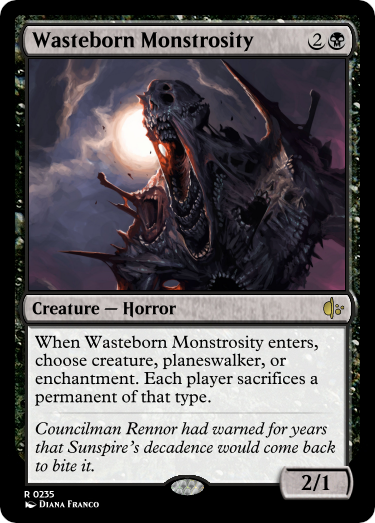 Wasteborn Monstrosity 2
Creature — Horror
When Wasteborn Monstrosity enters,
choose creature, planeswalker, or
enchantment. Each player sacrifices a
permanent of that type.
Councilman Rennor had warned for years
that Sunspire's decadence would come back
to bite it.
2/1
R 0235
Diana Franco